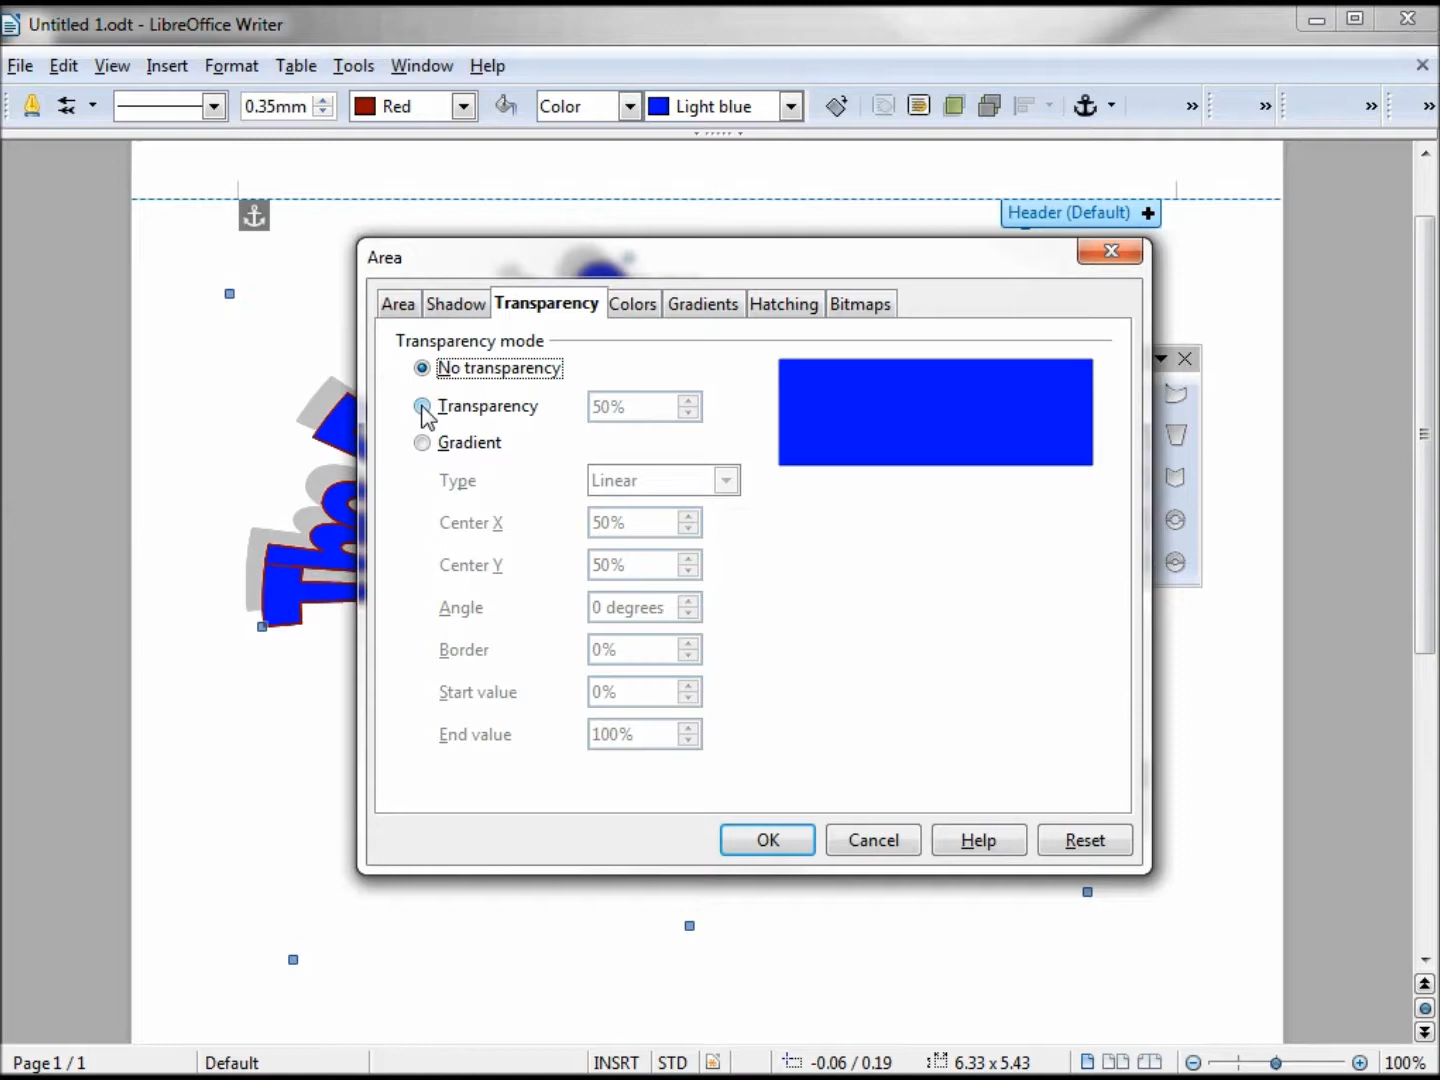 Untitled 1.odt - LibreOffice Writer
File Edit View Insert Format Table Tools Window Help
0.35mm Red Color Light blue
Header (Default)
Area
Area Shadow Transparency Colors Gradients Hatching Bitmaps
Transparency mode
No transparency
Transparency 50%
Gradient
Type Linear
Center X 50%
Center Y 50%
Angle 0 degrees
Border 0%
Start value 0%
End value 100%
The
OK Cancel Help Reset
Page 1 / 1 Default INSRT STD -0.06 / 0.19 6.33 x 5.43 100%